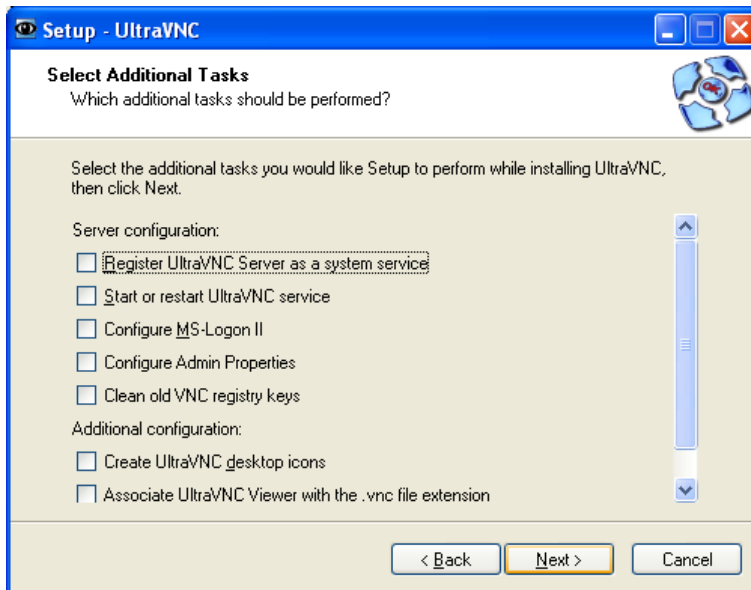 Setup - UltraVNC
Select Additional Tasks
Which additional tasks should be performed?
OK
Select the additional tasks you would like Setup to perform while installing UltraVNC,
then click Next.
Server configuration:
Register UltraVNC Server as a system service
Start or restart UltraVNC service
Configure MS-Logon II
Configure Admin Properties
Clean old VNC registry keys
Additional configuration:
Create UltraVNC desktop icons
Associate UltraVNC Viewer with the .vnc file extension
< Back
Next >
Cancel